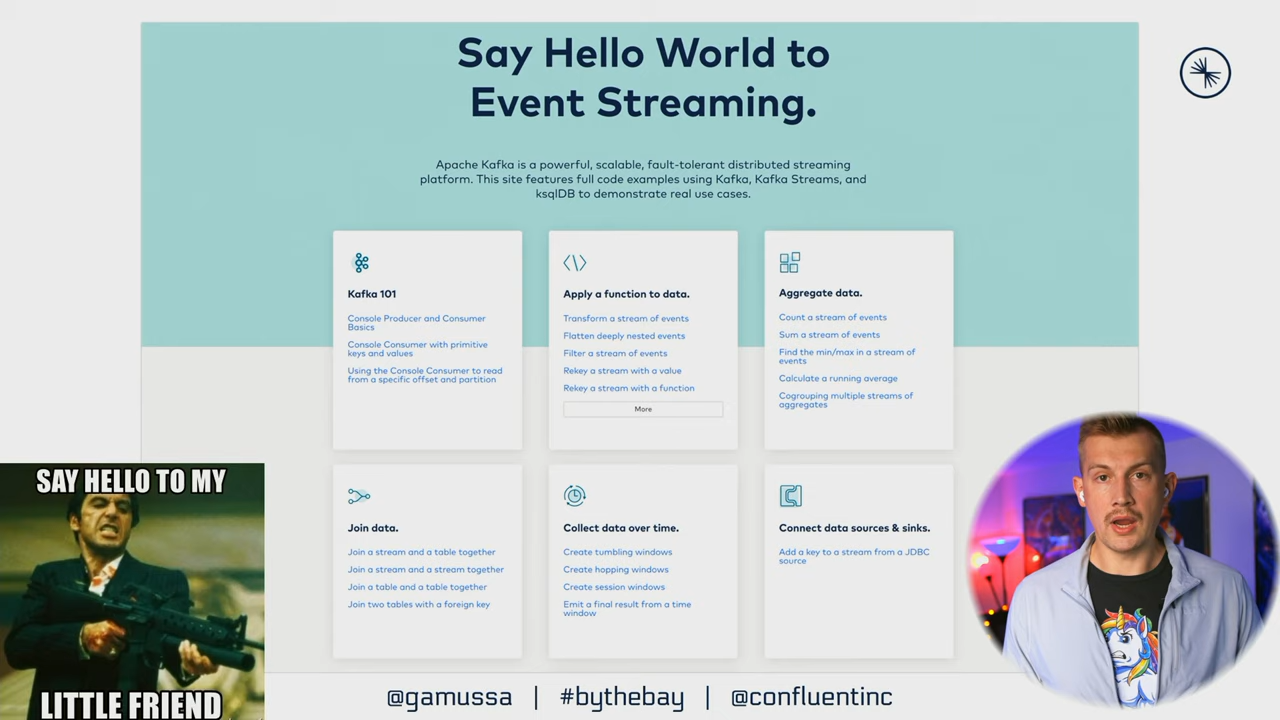 Say Hello World to
Event Streaming.
Apache Kafka is a powerful, scalable, fault-tolerant distributed streaming
platform. This site features full code examples using Kafka, Kafka Streams, and
ksqlDB to demonstrate real use cases.
Kafka 101
Console Producer and Consumer
Basics
Console Consumer with primitive
keys and values
Using the Console Consumer to read
from a specific offset and partition
Apply a function to data.
Transform a stream of events
Flatten deeply nested events
Filter a stream of events
Rekey a stream with a value
Rekey a stream with a function
More
Aggregate data.
Count a stream of events
Sum a stream of events
Find the min/max in a stream of
events
Calculate a running average
Cogrouping multiple streams of
aggregates
Join data.
Join a stream and a table together
Join a stream and a stream together
Join a table and a table together
Join two tables with a foreign key
Collect data over time.
Create tumbling windows
Create hopping windows
Create session windows
Emit a final result from a time
window
Connect data sources & sinks.
Add a key to a stream from a JDBC
source
SAY HELLO TO MY
LITTLE FRIEND
@gamussa | #bythebay | @confluentinc